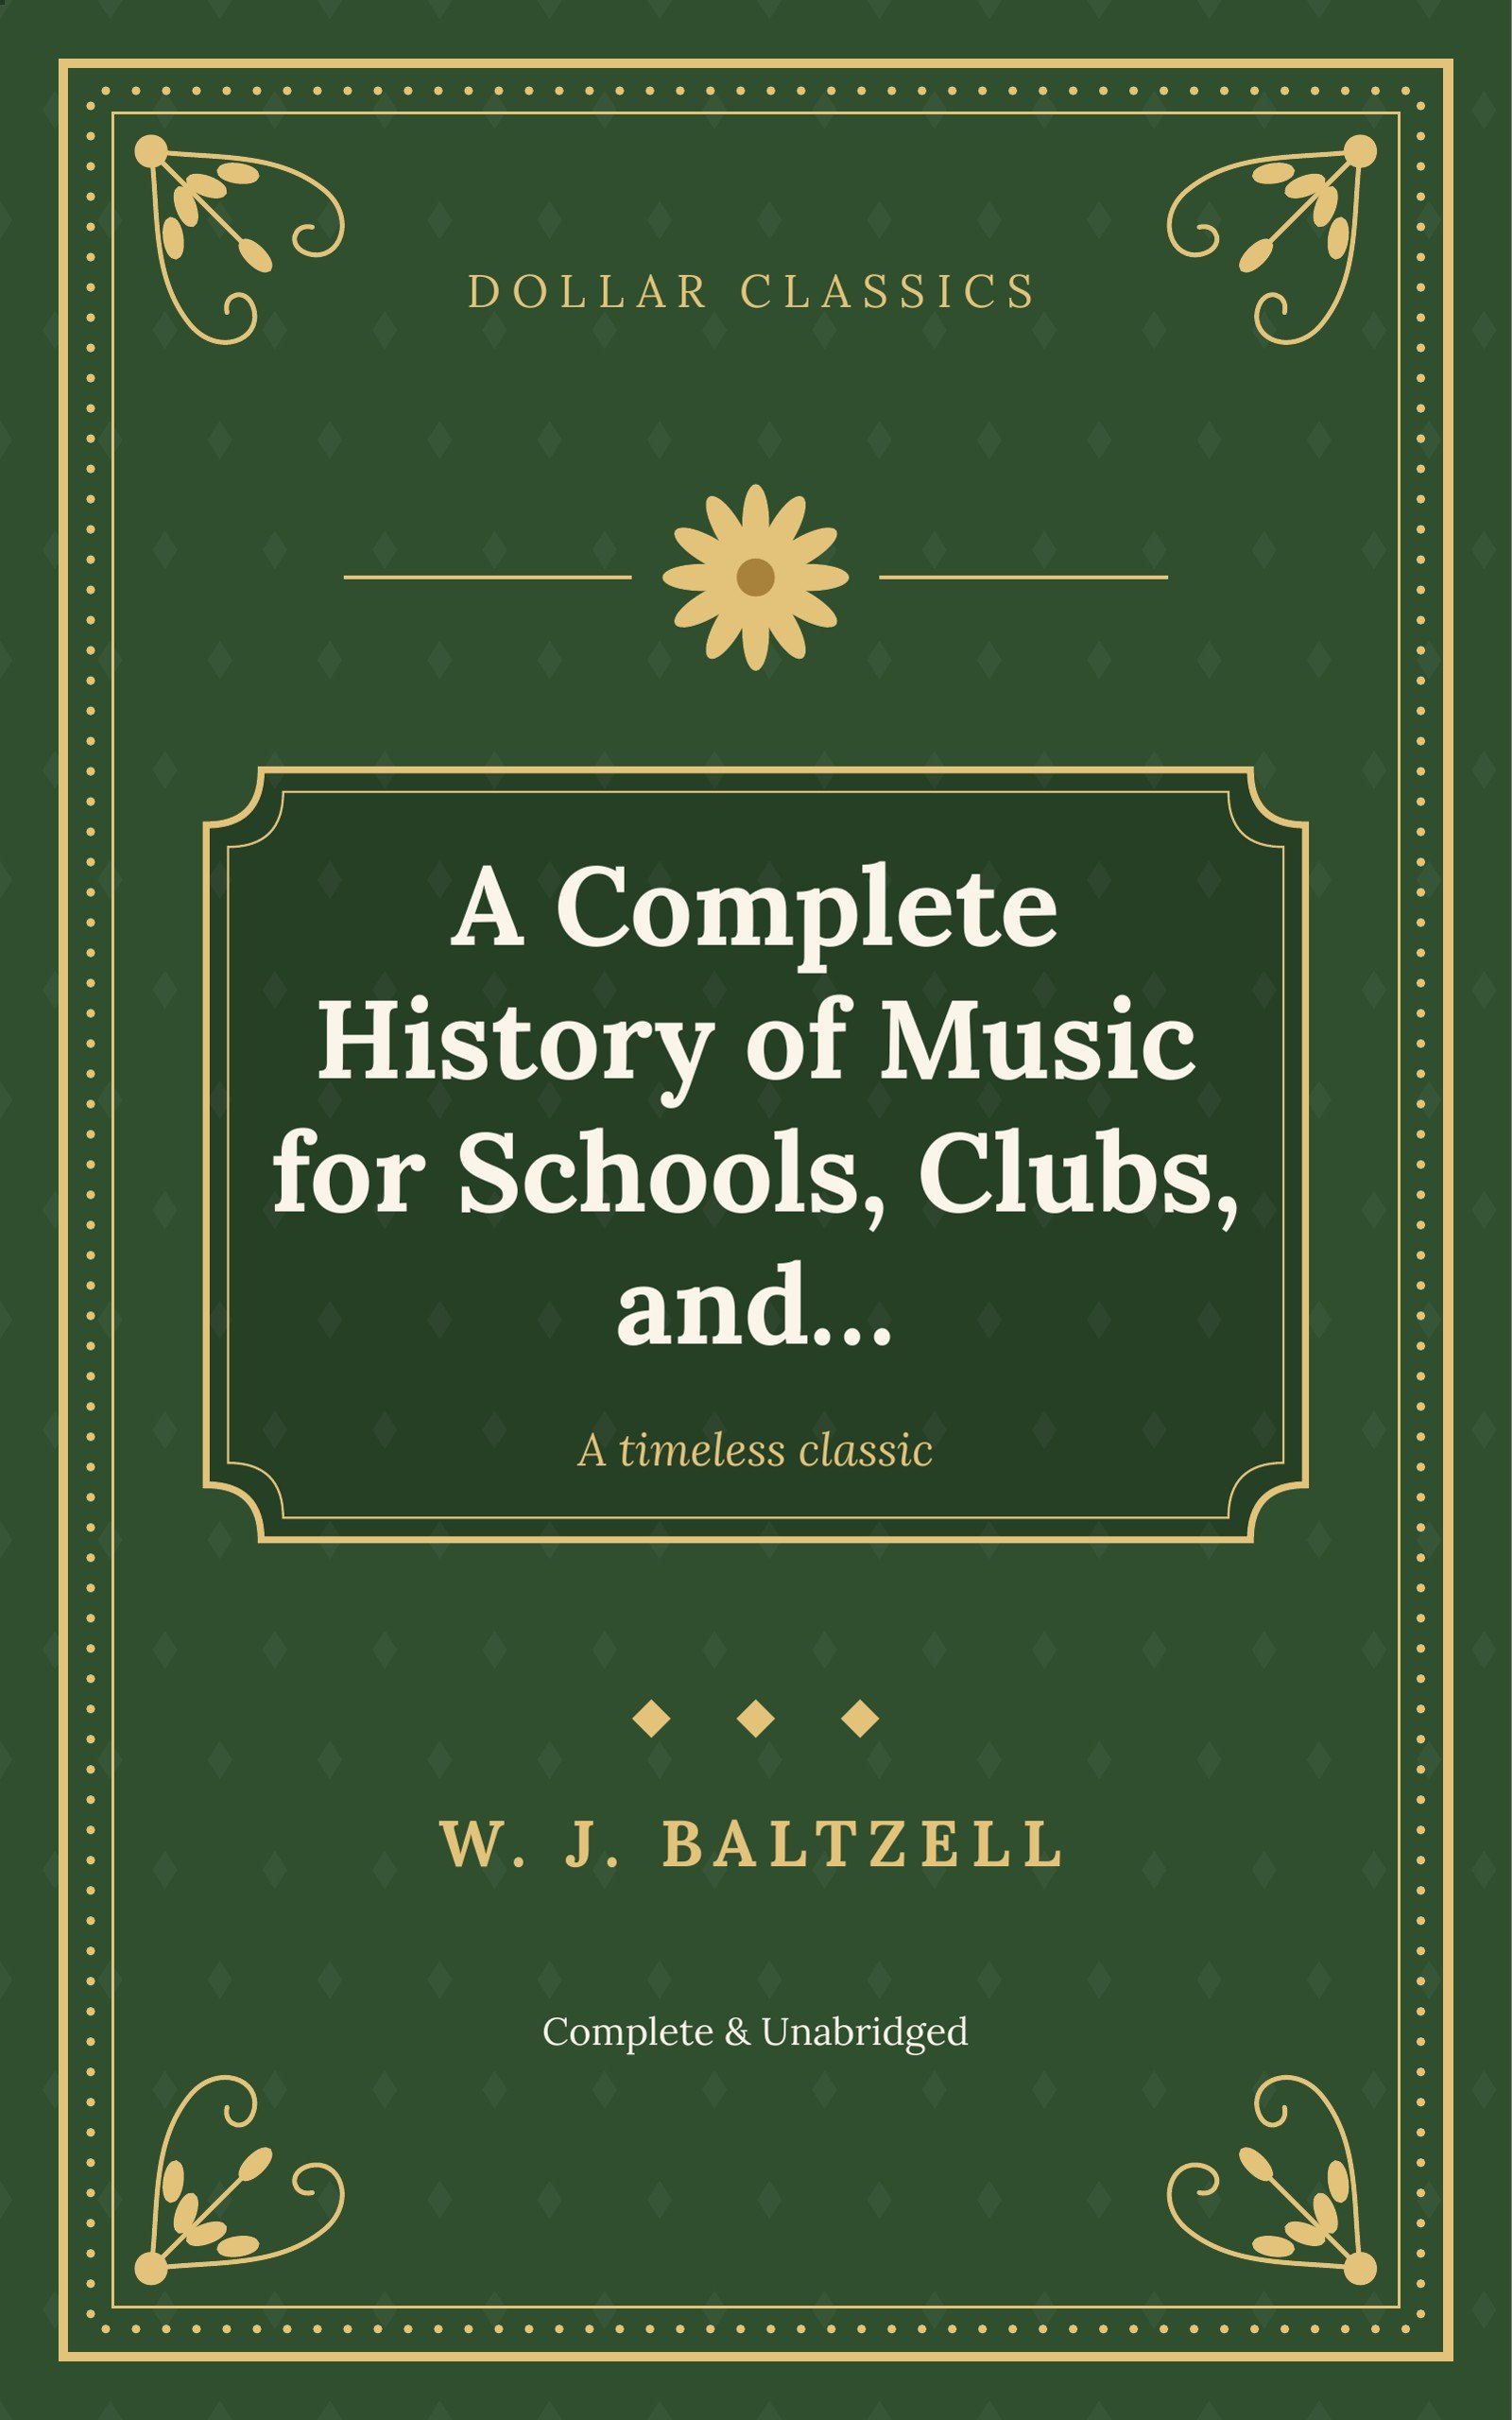 DOLLAR CLASSICS
A Complete
History of Music
for Schools, Clubs,
and...
A timeless classic
W. J. BALTZELL
Complete & Unabridged